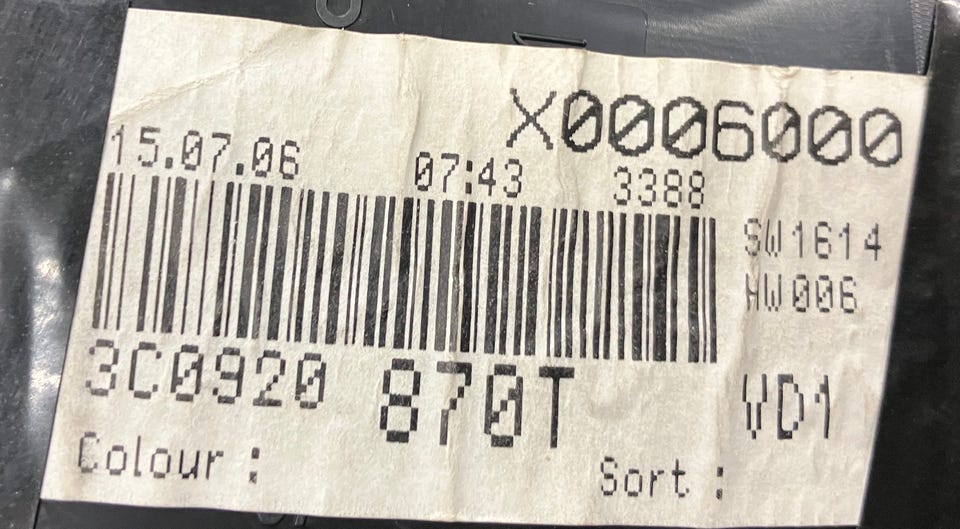 X0006000
15.07.06 07:43 3388
SW1614
HW006
3C0920 870T VD1
Colour : Sort :